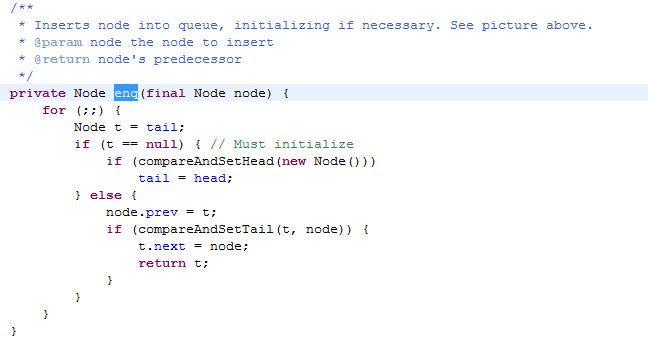 /**
 * Inserts node into queue, initializing if necessary. See picture above.
 * @param node the node to insert
 * @return node's predecessor
 */
private Node enq(final Node node) {
    for (;;) {
        Node t = tail;
        if (t == null) { // Must initialize
            if (compareAndSetHead(new Node()))
                tail = head;
        } else {
            node.prev = t;
            if (compareAndSetTail(t, node)) {
                t.next = node;
                return t;
            }
        }
    }
}